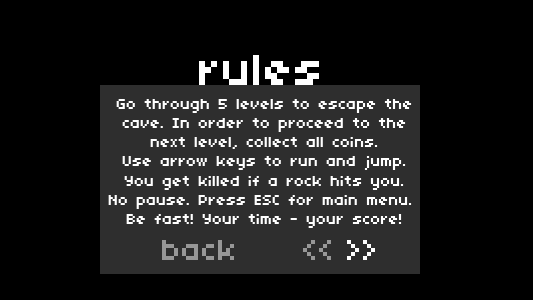 rules
Go through 5 levels to escape the
cave. In order to proceed to the
next level, collect all coins.
Use arrow keys to run and jump.
You get killed if a rock hits you.
No pause. Press ESC for main menu.
Be fast! Your time - your score!
back << >>